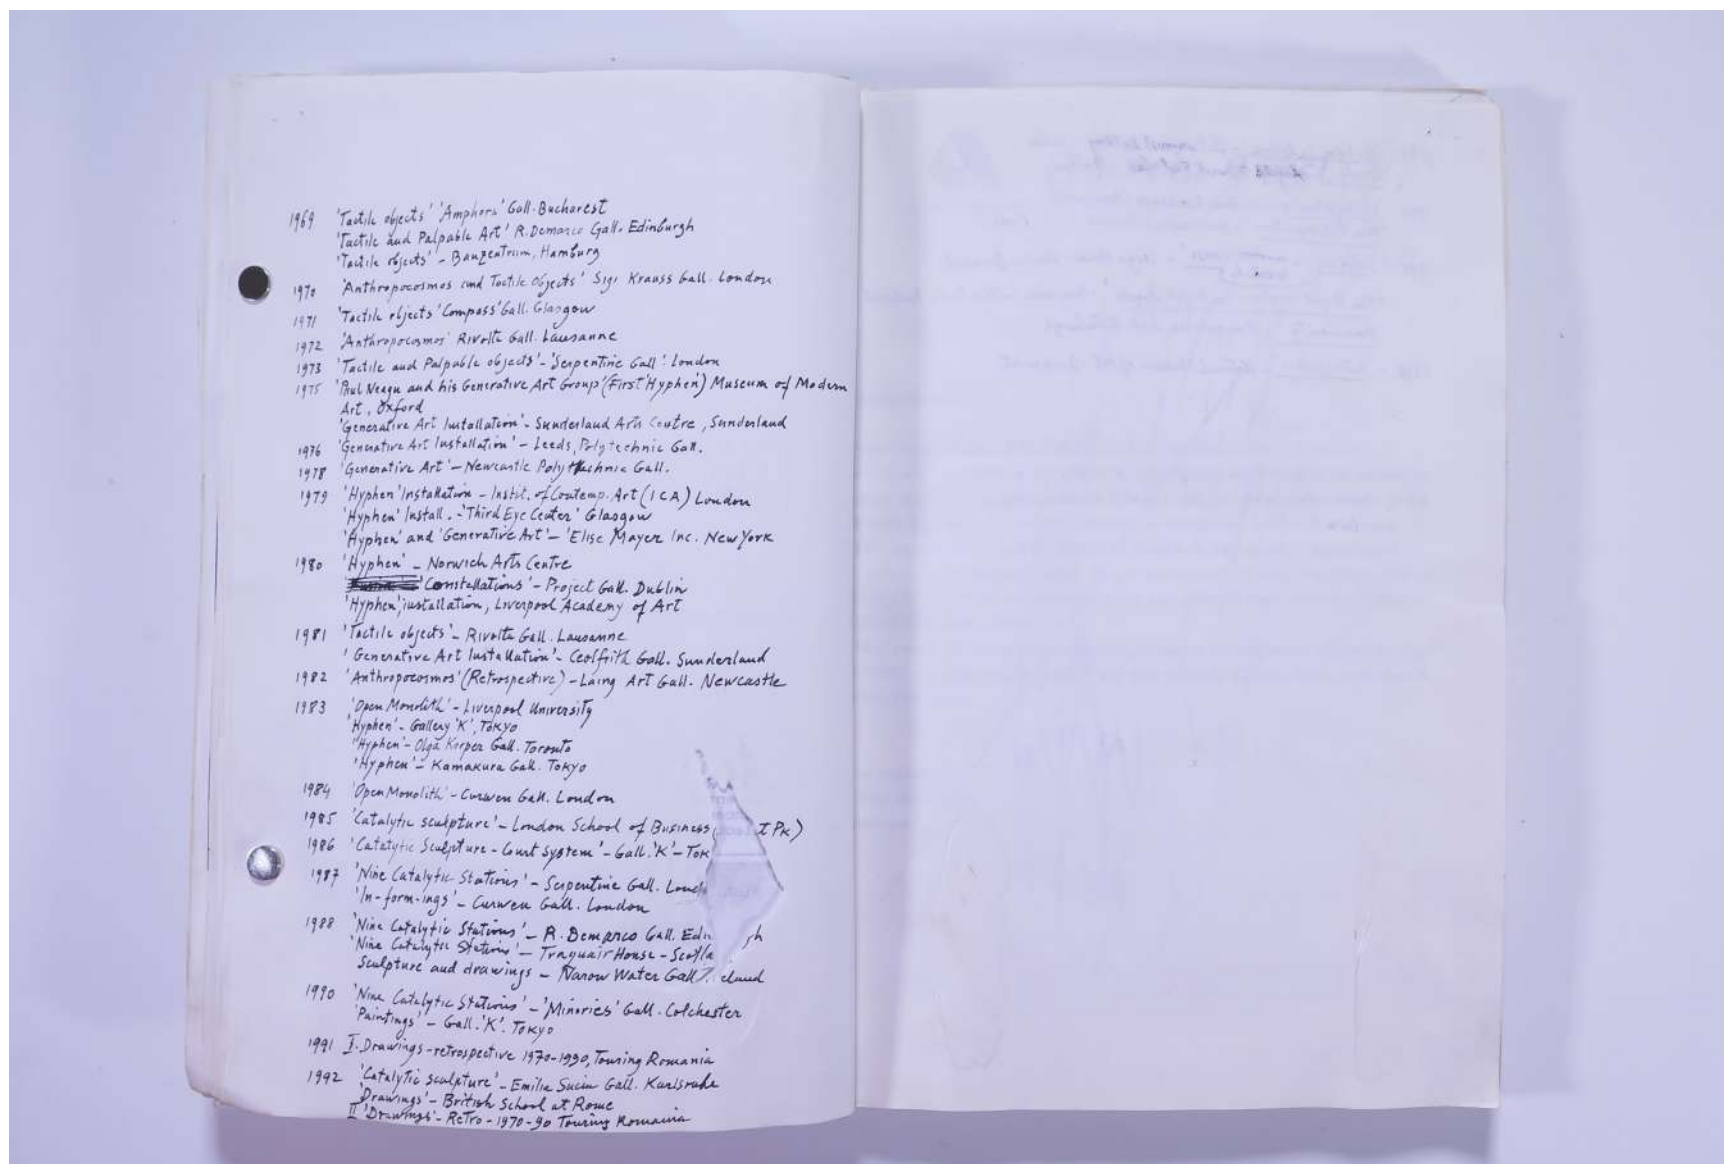 1969 'Tactile objects' 'Amphora' Gall. Bucharest
'Tactile and Palpable Art' R. Demarco Gall. Edinburgh
'Tactile objects' – Bauzentrum, Hamburg
1970 'Anthropocosmos and Tactile Objects' Sigi Krauss Gall. London
1971 'Tactile objects' 'Compass' Gall. Glasgow
1972 'Anthropocosmos' Rivolta Gall. Lausanne
1973 'Tactile and Palpable objects' – 'Serpentine Gall'. London
1975 'Paul Neagu and his Generative Art Group' (First 'Hyphen') Museum of Modern
Art, Oxford
'Generative Art Installation' – Sunderland Arts Centre, Sunderland
1976 'Generative Art Installation' – Leeds, Polytechnic Gall.
1978 'Generative Art' – Newcastle Polytechnic Gall.
1979 'Hyphen' Installation – Instit. of Contemp. Art (ICA) London
'Hyphen' Install. – 'Third Eye Center' Glasgow
'Hyphen' and 'Generative Art' – 'Elise Mayer Inc. New York
1980 'Hyphen' – Norwich Arts Centre
'Constellations' – Project Gall. Dublin
'Hyphen', installation, Liverpool Academy of Art
1981 'Tactile objects' – Rivolta Gall. Lausanne
'Generative Art Installation' – Ceolfrith Gall. Sunderland
1982 'Anthropocosmos' (Retrospective) – Laing Art Gall. Newcastle
1983 'Open Monolith' – Liverpool University
'Hyphen' – Gallery 'K', Tokyo
'Hyphen' – Olga Korper Gall. Toronto
'Hyphen' – Kamakura Gall. Tokyo
1984 'Open Monolith' – Curwen Gall. London
1985 'Catalytic sculpture' – London School of Business Pk)
1986 'Catalytic Sculpture – Court System' – Gall. 'K' – Tok
1987 'Nine Catalytic Stations' – Serpentine Gall.
'In-form-ings' – Curwen Gall. London
1988 'Nine Catalytic Stations' – R. Demarco Gall. Edin gh
'Nine Catalytic Stations' – Traquair House – Scotla
Sculpture and drawings – Narow Water Gall. eland
1990 'Nine Catalytic Stations' – 'Minories' Gall. Colchester
'Paintings' – Gall. 'K'. Tokyo
1991 I. Drawings – retrospective 1970–1990, Touring Romania
1992 'Catalytic sculpture' – Emilia Suciu Gall. Karlsruhe
'Drawings' – British School at Rome
II 'Drawings' – Retro – 1970–90 Touring Romania